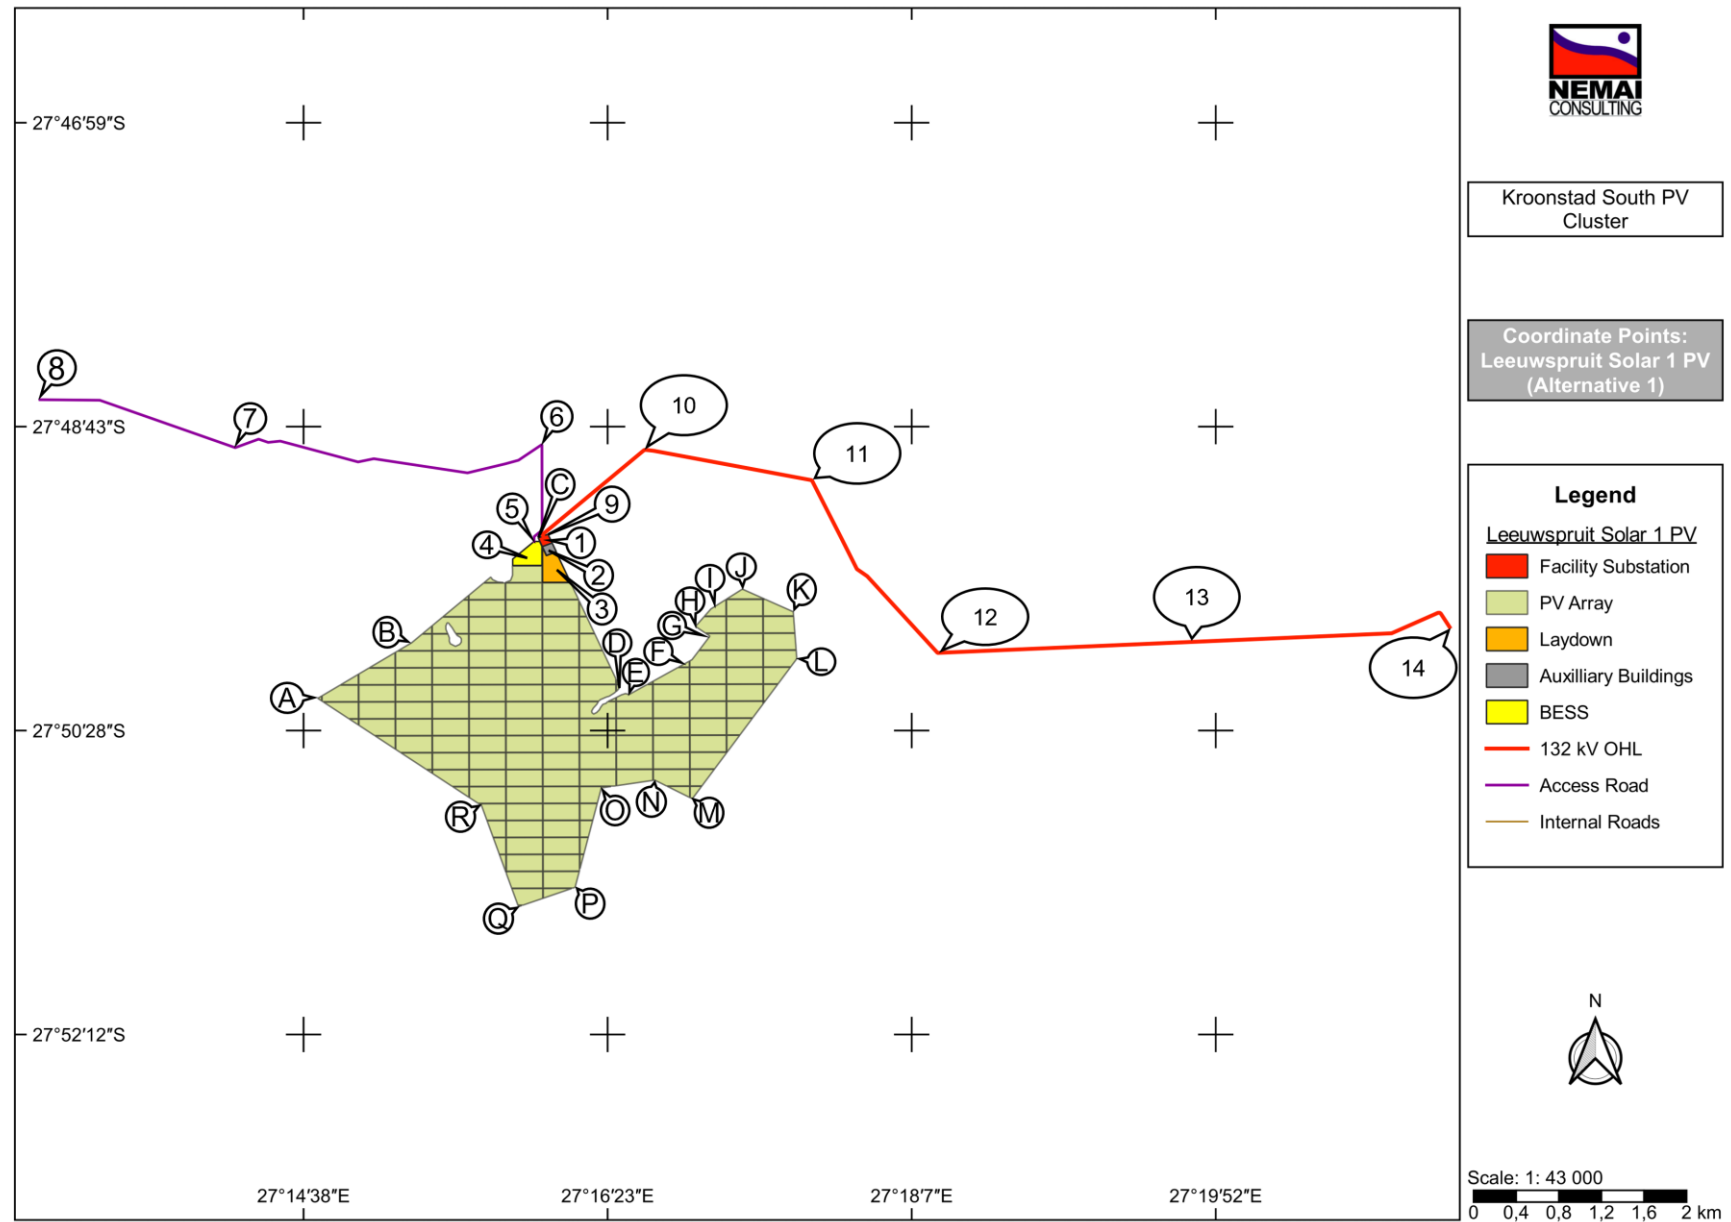 27°46′59″S
27°48′43″S
27°50′28″S
27°52′12″S
27°14′38″E
27°16′23″E
27°18′7″E
27°19′52″E
8
7
6
10
11
C
9
5
1
4
2
3
12
13
14
A
B
D
E
F
G
H
I
J
K
L
M
N
O
P
Q
R
NEMAI
CONSULTING
Kroonstad South PV
Cluster
Coordinate Points:
Leeuwspruit Solar 1 PV
(Alternative 1)
Legend
Leeuwspruit Solar 1 PV
Facility Substation
PV Array
Laydown
Auxilliary Buildings
BESS
132 kV OHL
Access Road
Internal Roads
N
Scale: 1: 43 000
0 0,4 0,8 1,2 1,6 2 km